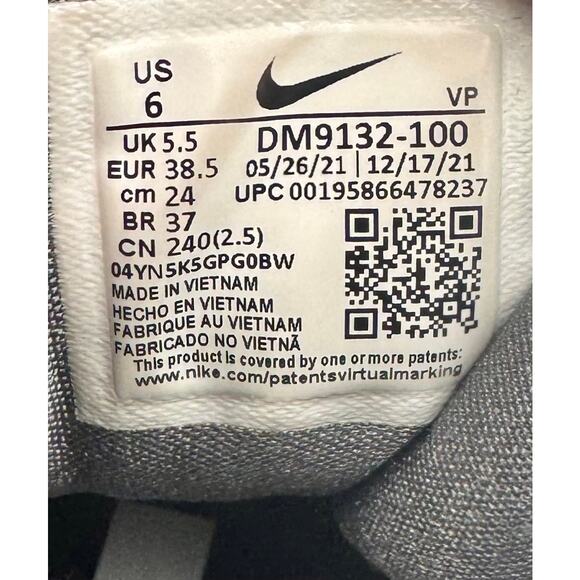 US
6
VP
UK 5.5
DM9132-100
EUR 38.5
05/26/21 | 12/17/21
cm 24
UPC 00195866478237
BR 37
CN 240(2.5)
04YN5K5GPG0BW
MADE IN VIETNAM
HECHO EN VIETNAM
FABRIQUE AU VIETNAM
FABRICADO NO VIETNÃ
This product is covered by one or more patents:
www.nike.com/patentsvirtualmarking